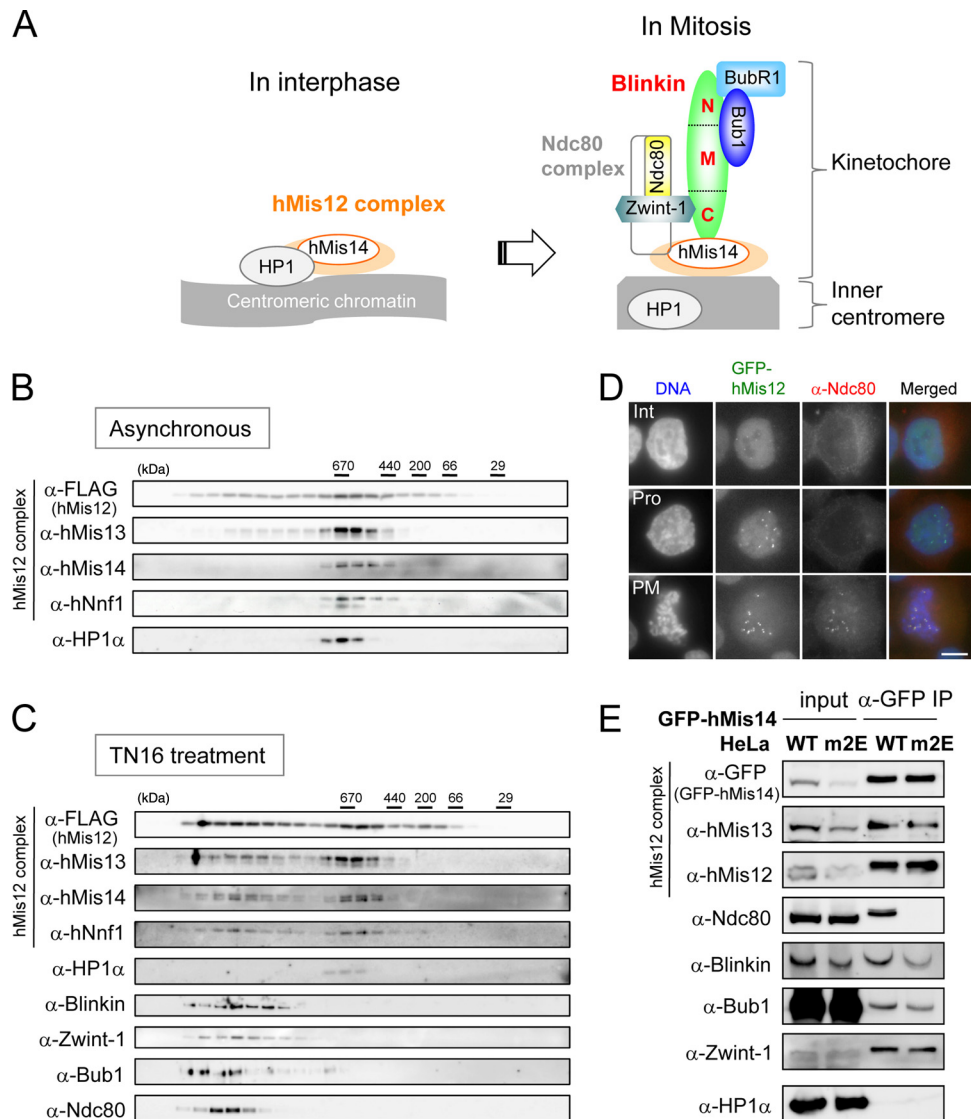 A
In interphase
In Mitosis
hMis12 complex
hMis14
HP1
Centromeric chromatin
Blinkin
BubR1
Bub1
N
M
C
Ndc80
complex
Ndc80
Zwint-1
hMis14
HP1
Kinetochore
Inner
centromere
B
Asynchronous
(kDa) 670 440 200 66 29
hMis12 complex
α-FLAG
(hMis12)
α-hMis13
α-hMis14
α-hNnf1
α-HP1α
C
TN16 treatment
(kDa) 670 440 200 66 29
hMis12 complex
α-FLAG
(hMis12)
α-hMis13
α-hMis14
α-hNnf1
α-HP1α
α-Blinkin
α-Zwint-1
α-Bub1
α-Ndc80
D
DNA GFP-hMis12 α-Ndc80 Merged
Int
Pro
PM
E
input α-GFP IP
GFP-hMis14
HeLa WT m2E WT m2E
hMis12 complex
α-GFP
(GFP-hMis14)
α-hMis13
α-hMis12
α-Ndc80
α-Blinkin
α-Bub1
α-Zwint-1
α-HP1α